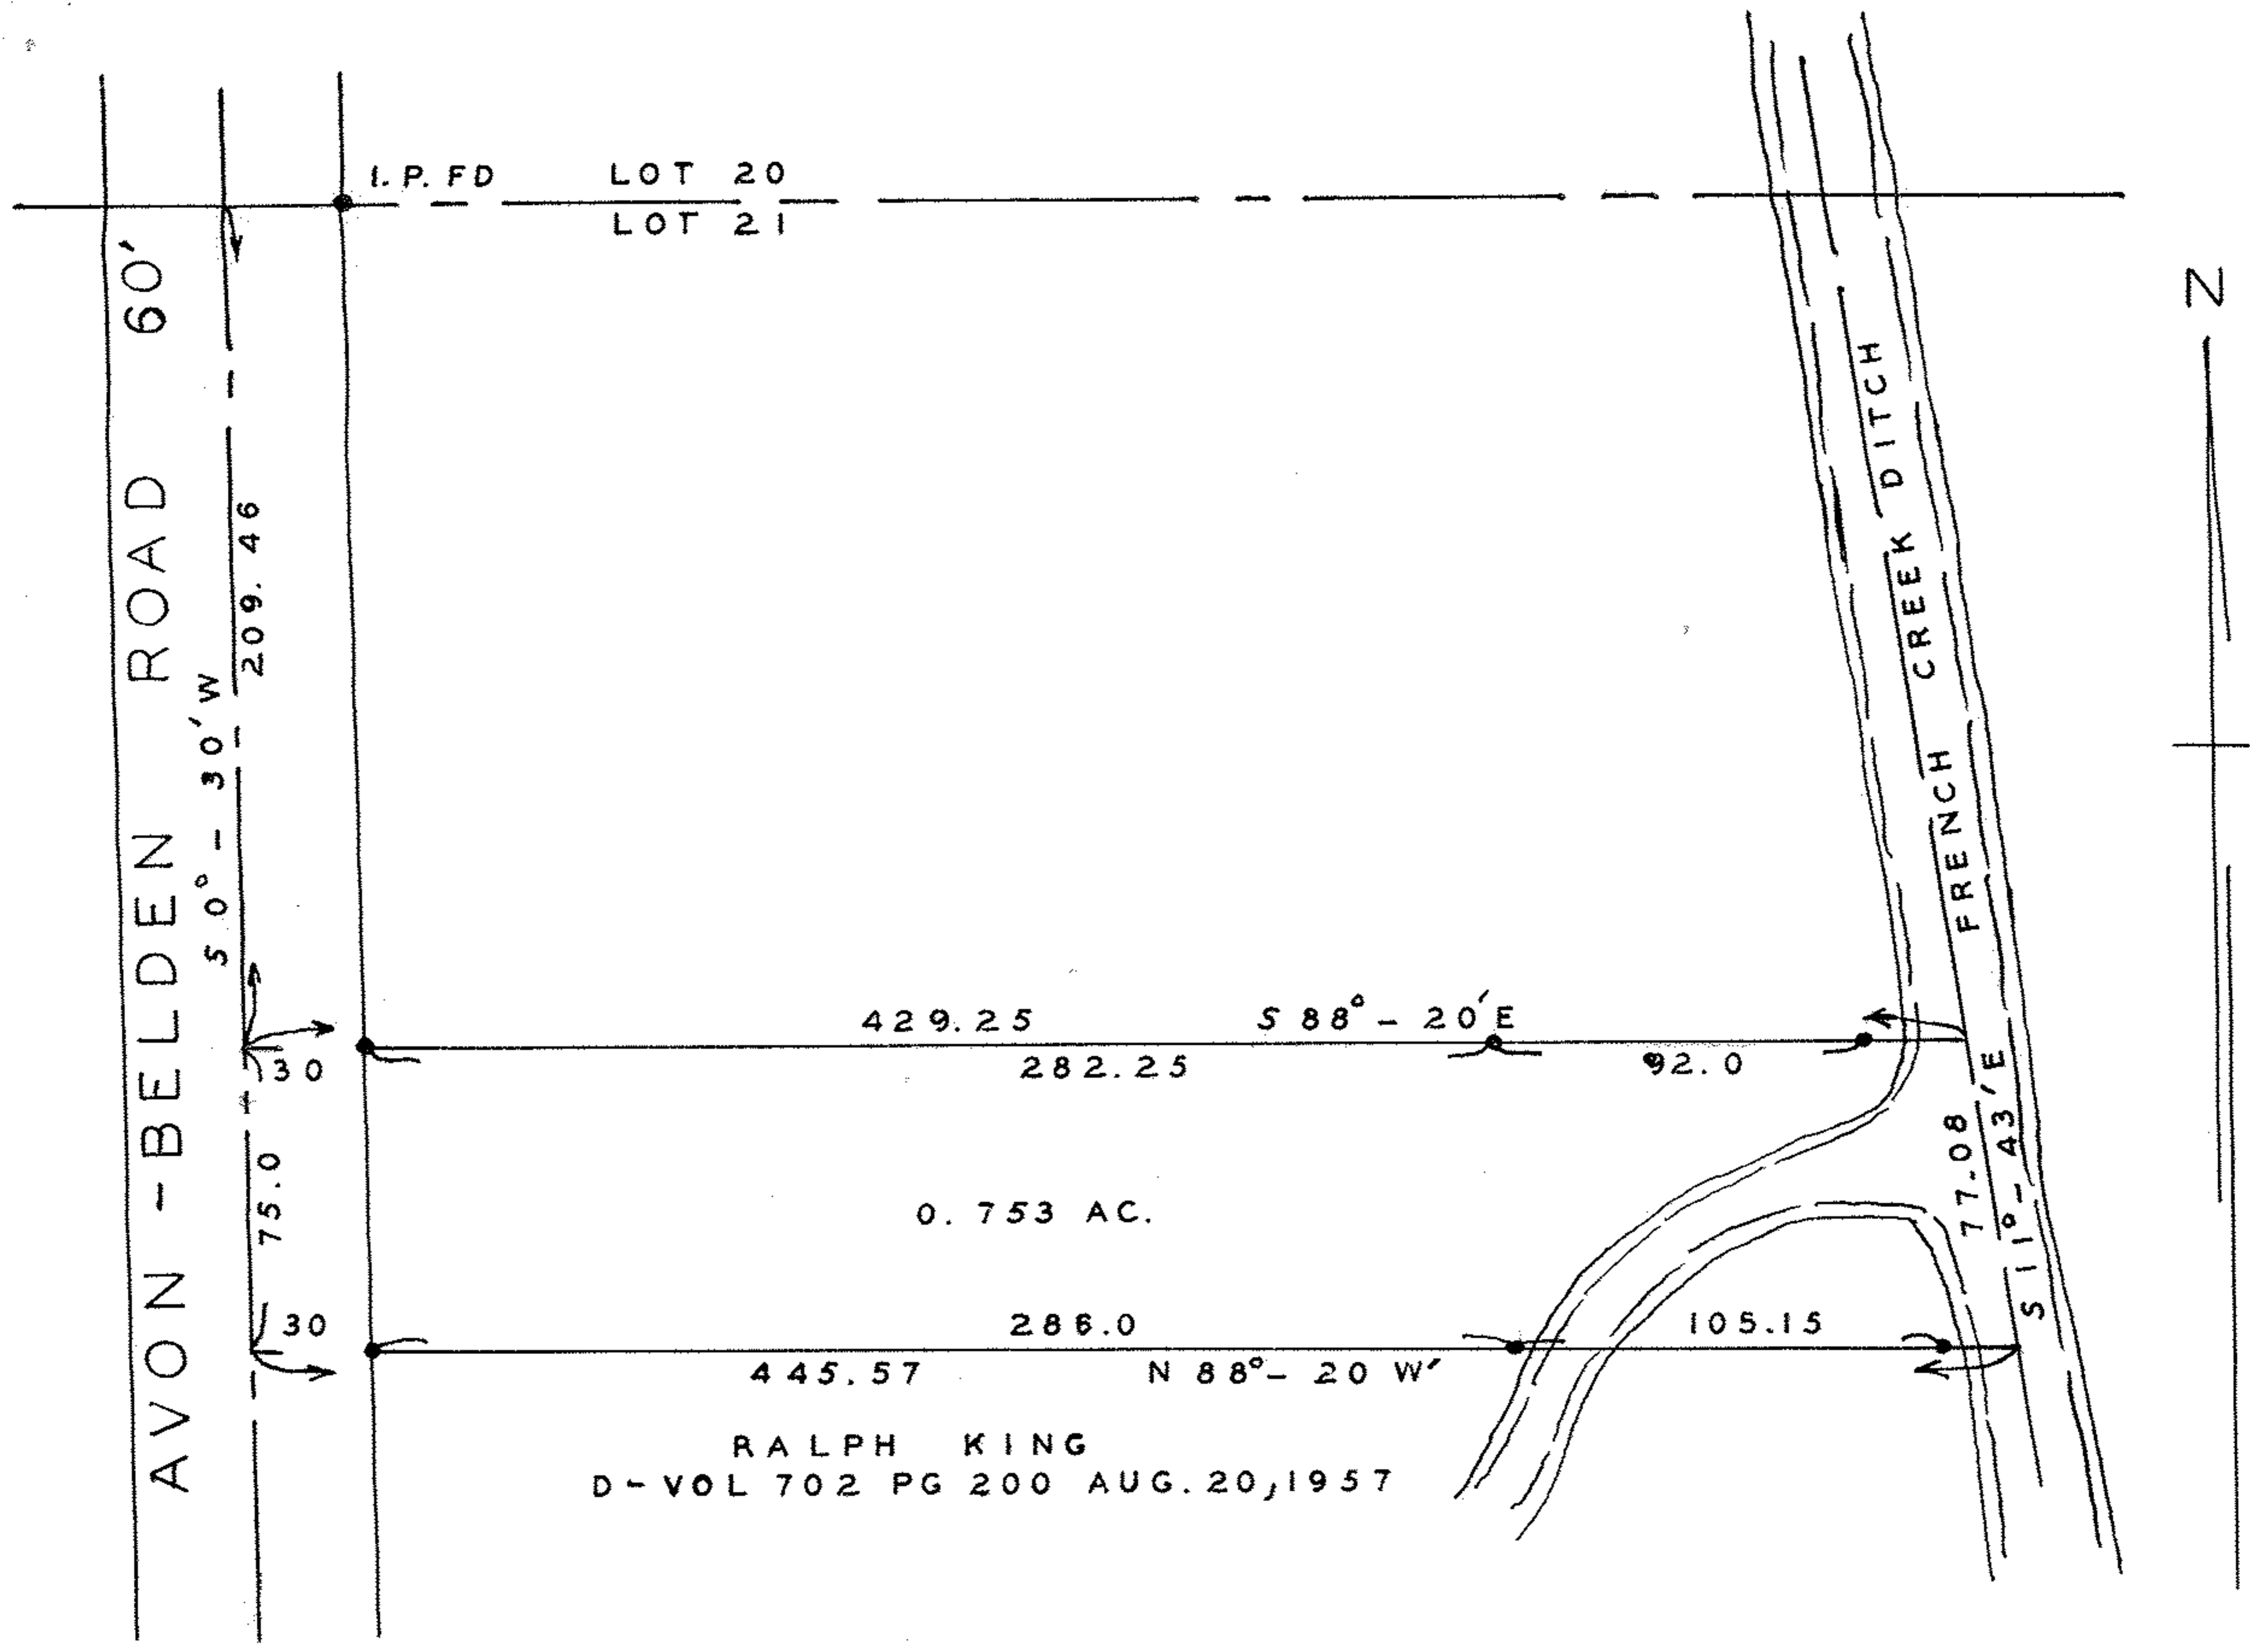 I. P. FD
LOT 20
LOT 21
AVON - BELDEN ROAD 60'
S 0° - 30' W
209. 46
N
FRENCH CREEK DITCH
429.25 S 88° - 20' E
30
282.25
92.0
75.0
77.08
S 11° - 43' E
0. 753 AC.
30
286.0
105.15
445.57 N 88° - 20 W'
RALPH KING
D - VOL 702 PG 200 AUG. 20, 1957